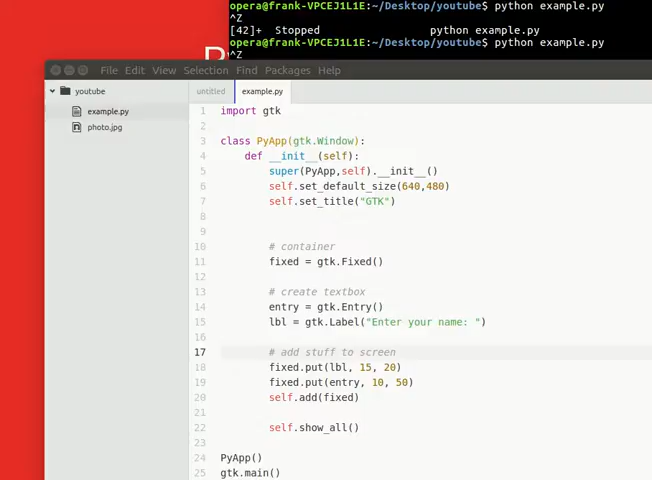 opera@frank-VPCEJ1L1E:~/Desktop/youtube$ python example.py
^Z
[42]+  Stopped                 python example.py
opera@frank-VPCEJ1L1E:~/Desktop/youtube$ python example.py
^Z
File Edit View Selection Find Packages Help
youtube
example.py
photo.jpg
untitled example.py
1 import gtk
2
3 class PyApp(gtk.Window):
4     def __init__(self):
5         super(PyApp,self).__init__()
6         self.set_default_size(640,480)
7         self.set_title("GTK")
8
10         # container
11         fixed = gtk.Fixed()
12
13         # create textbox
14         entry = gtk.Entry()
15         lbl = gtk.Label("Enter your name: ")
16
17         # add stuff to screen
18         fixed.put(lbl, 15, 20)
19         fixed.put(entry, 10, 50)
20         self.add(fixed)
21
22         self.show_all()
23
24 PyApp()
25 gtk.main()